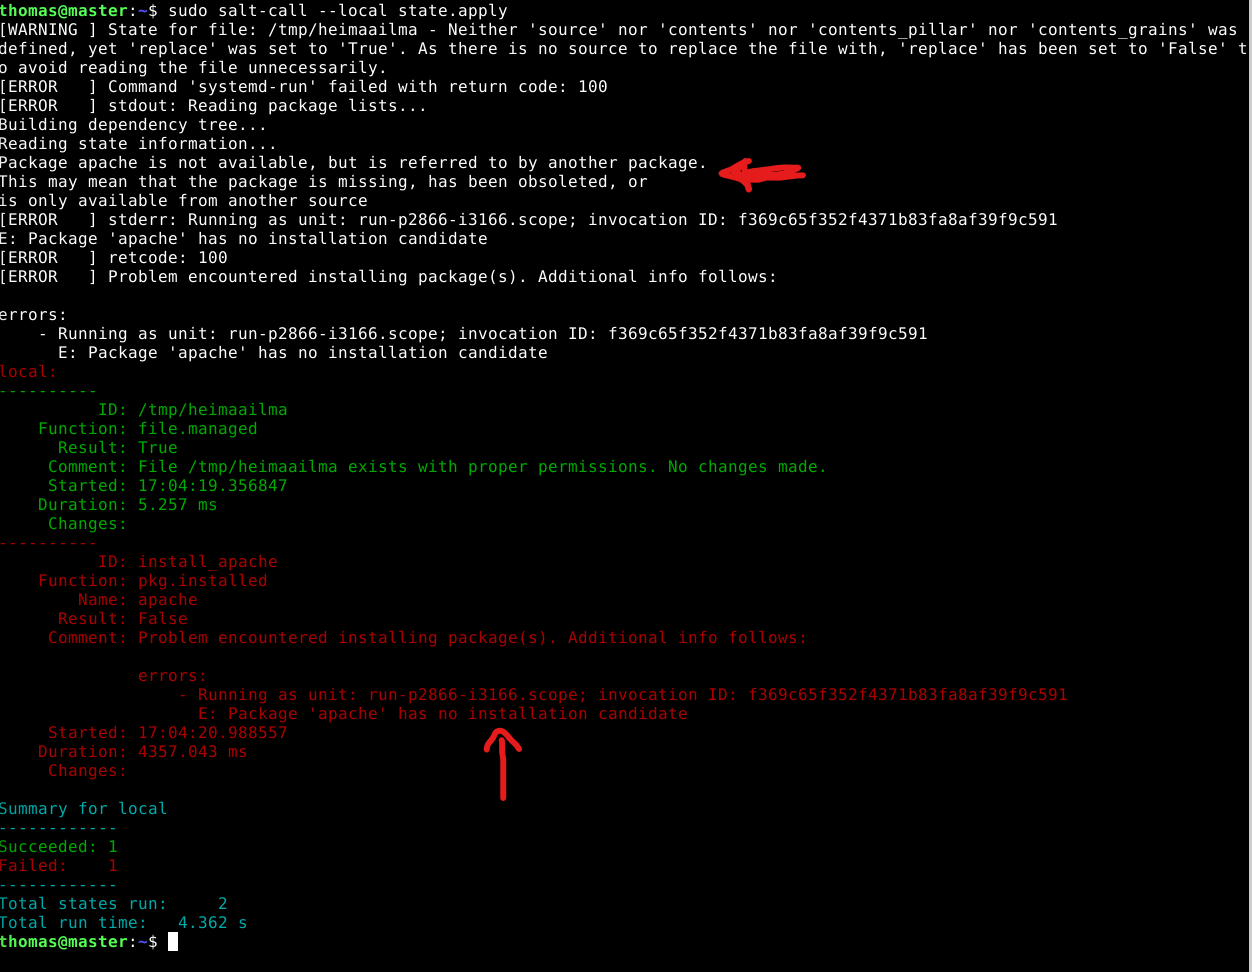 thomas@master:~$ sudo salt-call --local state.apply
[WARNING ] State for file: /tmp/heimaailma - Neither 'source' nor 'contents' nor 'contents_pillar' nor 'contents_grains' was
defined, yet 'replace' was set to 'True'. As there is no source to replace the file with, 'replace' has been set to 'False' t
o avoid reading the file unnecessarily.
[ERROR   ] Command 'systemd-run' failed with return code: 100
[ERROR   ] stdout: Reading package lists...
Building dependency tree...
Reading state information...
Package apache is not available, but is referred to by another package.
This may mean that the package is missing, has been obsoleted, or
is only available from another source
[ERROR   ] stderr: Running as unit: run-p2866-i3166.scope; invocation ID: f369c65f352f4371b83fa8af39f9c591
E: Package 'apache' has no installation candidate
[ERROR   ] retcode: 100
[ERROR   ] Problem encountered installing package(s). Additional info follows:
errors:
    - Running as unit: run-p2866-i3166.scope; invocation ID: f369c65f352f4371b83fa8af39f9c591
      E: Package 'apache' has no installation candidate
local:
----------
          ID: /tmp/heimaailma
    Function: file.managed
      Result: True
     Comment: File /tmp/heimaailma exists with proper permissions. No changes made.
     Started: 17:04:19.356847
    Duration: 5.257 ms
     Changes:
----------
          ID: install_apache
    Function: pkg.installed
        Name: apache
      Result: False
     Comment: Problem encountered installing package(s). Additional info follows:
              errors:
                  - Running as unit: run-p2866-i3166.scope; invocation ID: f369c65f352f4371b83fa8af39f9c591
                    E: Package 'apache' has no installation candidate
     Started: 17:04:20.988557
    Duration: 4357.043 ms
     Changes:
Summary for local
------------
Succeeded: 1
Failed:    1
------------
Total states run:     2
Total run time:   4.362 s
thomas@master:~$